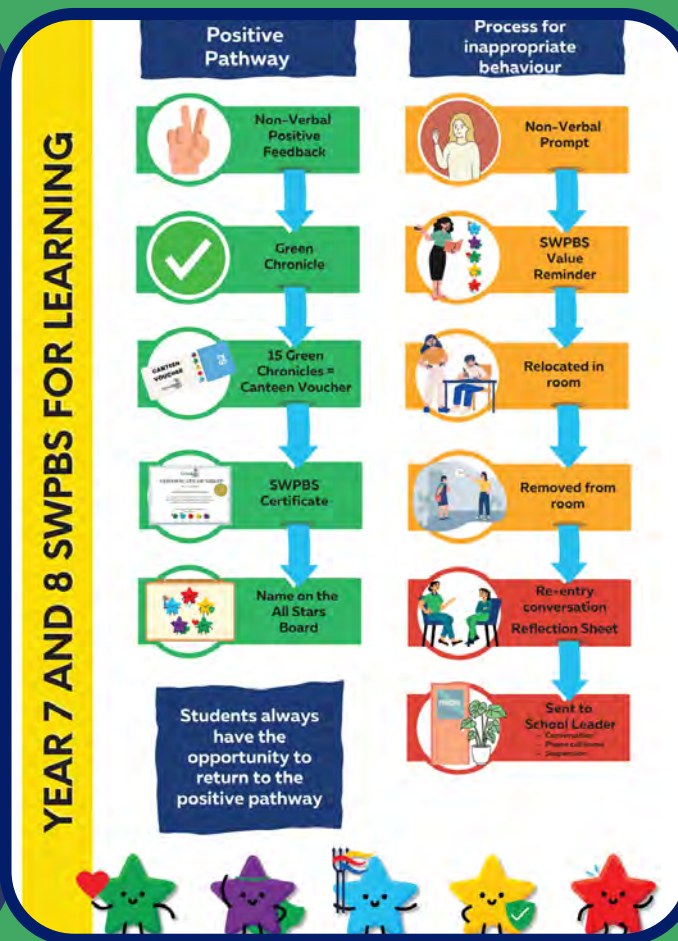 YEAR 7 AND 8 SWPBS FOR LEARNING
Positive
Pathway
Non-Verbal
Positive
Feedback
Green
Chronicle
CANTEEN
VOUCHER
15 Green
Chronicles =
Canteen Voucher
SWPBS
Certificate
Name on the
All Stars
Board
Students always
have the
opportunity to
return to the
positive pathway
Process for
inappropriate
behaviour
Non-Verbal
Prompt
SWPBS
Value
Reminder
Relocated in
room
Removed from
room
Re-entry
conversation
Reflection Sheet
Sent to
School Leader
- Conversation
- Phone call home
- Suspension